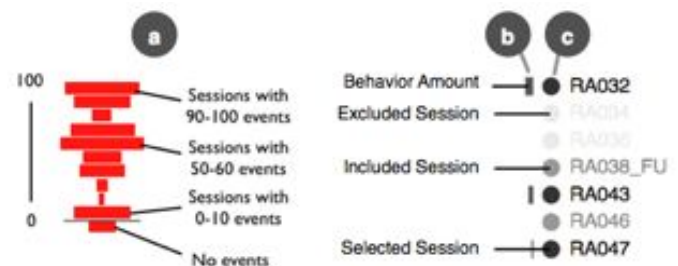 a
b
c
100
0
Sessions with
90-100 events
Sessions with
50-60 events
Sessions with
0-10 events
No events
Behavior Amount
RA032
Excluded Session
RA034
RA036
Included Session
RA038_FU
RA043
RA046
Selected Session
RA047